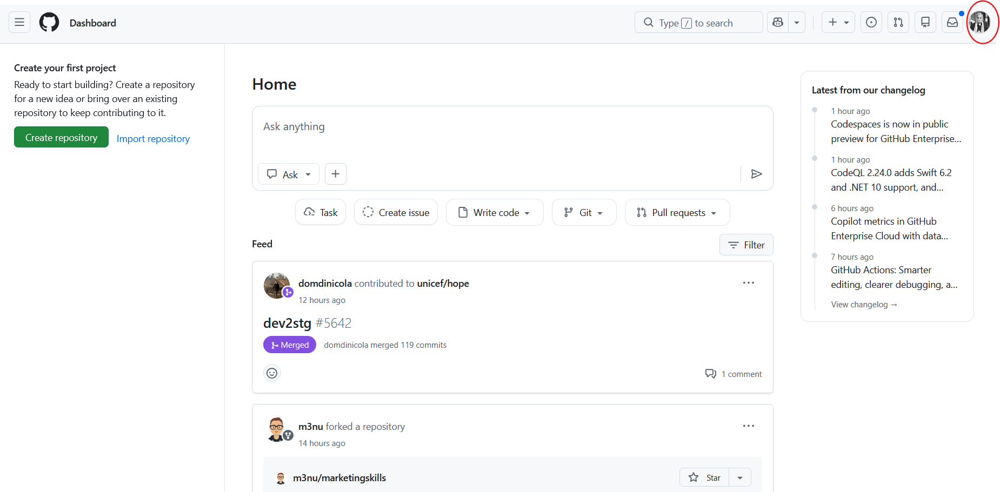 Dashboard
Type / to search
Create your first project
Ready to start building? Create a repository
for a new idea or bring over an existing
repository to keep contributing to it.
Create repository
Import repository
Home
Ask anything
Ask
Task
Create issue
Write code
Git
Pull requests
Feed
Filter
domdinicola contributed to unicef/hope
12 hours ago
dev2stg #5642
Merged
domdinicola merged 119 commits
1 comment
m3nu forked a repository
14 hours ago
m3nu/marketingskills
Star
Latest from our changelog
1 hour ago
Codespaces is now in public
preview for GitHub Enterprise...
1 hour ago
CodeQL 2.24.0 adds Swift 6.2
and .NET 10 support, and...
6 hours ago
Copilot metrics in GitHub
Enterprise Cloud with data...
7 hours ago
GitHub Actions: Smarter
editing, clearer debugging, a...
View changelog →